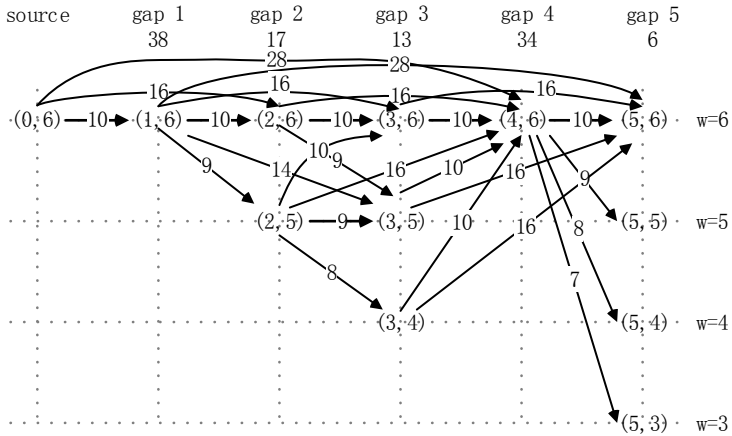 source gap 1 gap 2 gap 3 gap 4 gap 5
38 17 13 34 6
28 28
16 16 16 16
(0,6) 10 (1,6) 10 (2,6) 10 (3,6) 10 (4,6) 10 (5,6) w=6
9 14 10 9 16 10 16 9
(2,5) 9 (3,5) 10 16 8 (5,5) w=5
8 7
(3,4) (5,4) w=4
(5,3) w=3